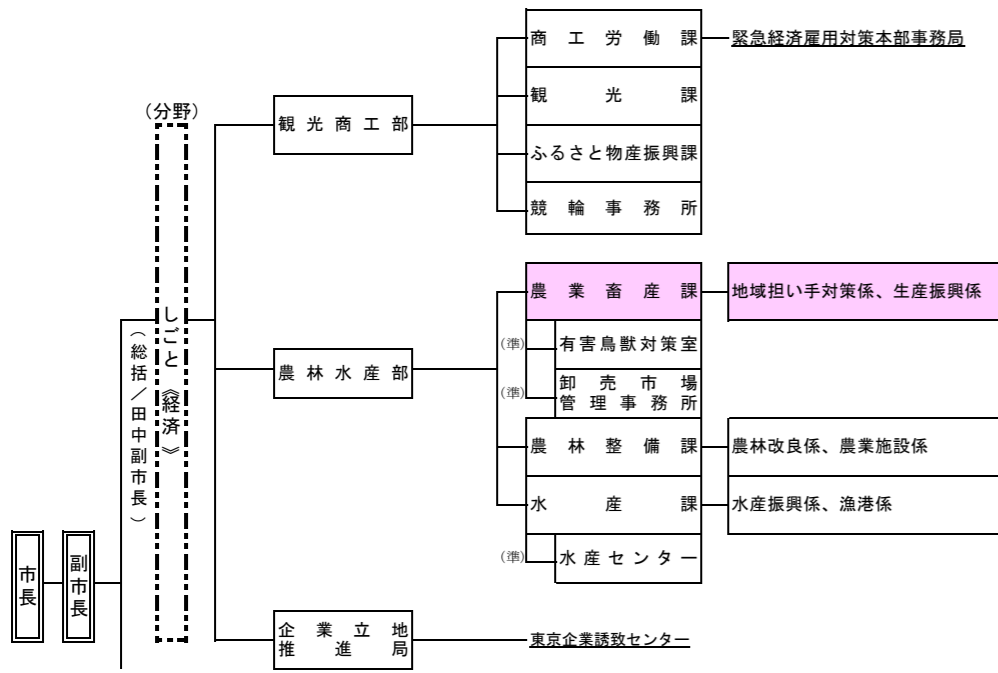 市長
副市長
（総括／田中副市長）
（分野）
しごと《経済》
観光商工部
商工労働課
緊急経済雇用対策本部事務局
観光課
ふるさと物産振興課
競輪事務所
農林水産部
農業畜産課
地域担い手対策係、生産振興係
（準）
有害鳥獣対策室
（準）
卸売市場
管理事務所
農林整備課
農林改良係、農業施設係
水産課
水産振興係、漁港係
（準）
水産センター
企業立地
推進局
東京企業誘致センター